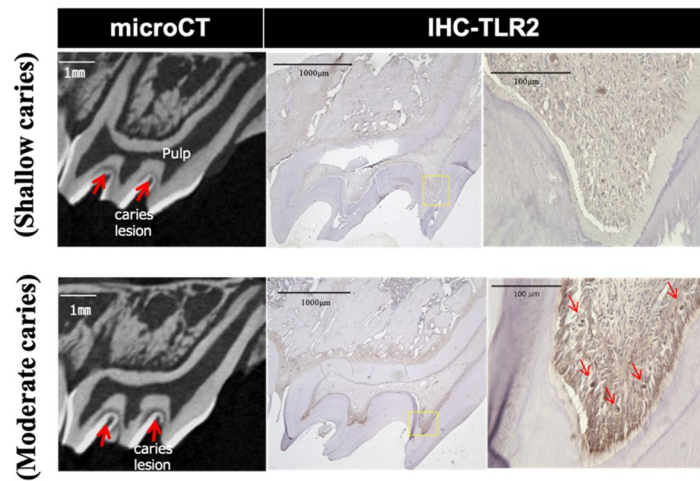 microCT
IHC-TLR2
(Shallow caries)
1mm
Pulp
caries
lesion
1000μm
100μm
(Moderate caries)
1mm
caries
lesion
1000μm
100 μm